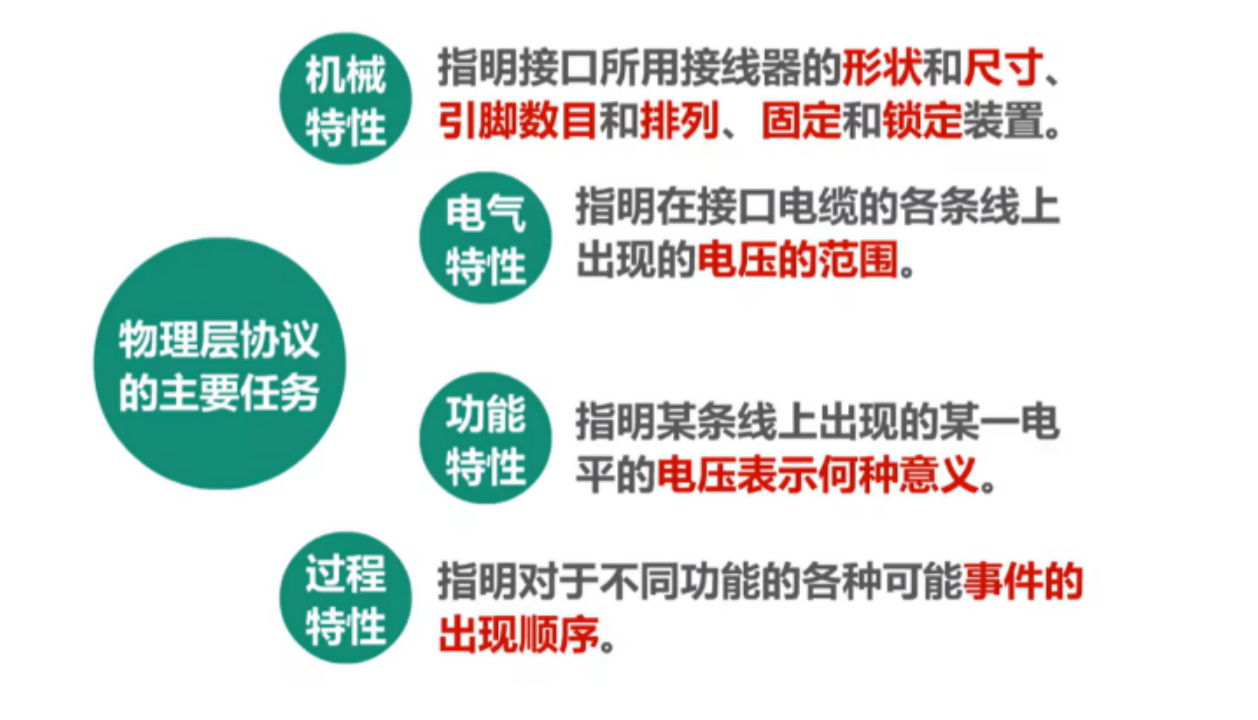 机械
特性
指明接口所用接线器的形状和尺寸、
引脚数目和排列、固定和锁定装置。
电气
特性
指明在接口电缆的各条线上
出现的电压的范围。
物理层协议
的主要任务
功能
特性
指明某条线上出现的某一电
平的电压表示何种意义。
过程
特性
指明对于不同功能的各种可能事件的
出现顺序。